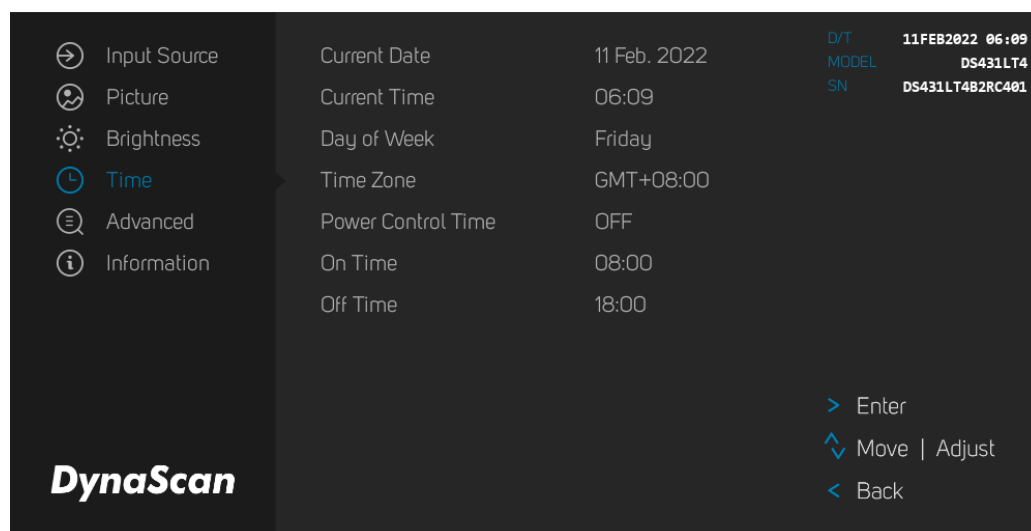 Input Source
Picture
Brightness
Time
Advanced
Information
DynaScan
Current Date 11 Feb. 2022
Current Time 06:09
Day of Week Friday
Time Zone GMT+08:00
Power Control Time OFF
On Time 08:00
Off Time 18:00
D/T 11FEB2022 06:09
MODEL DS431LT4
SN DS431LT4B2RC401
> Enter
Move | Adjust
< Back